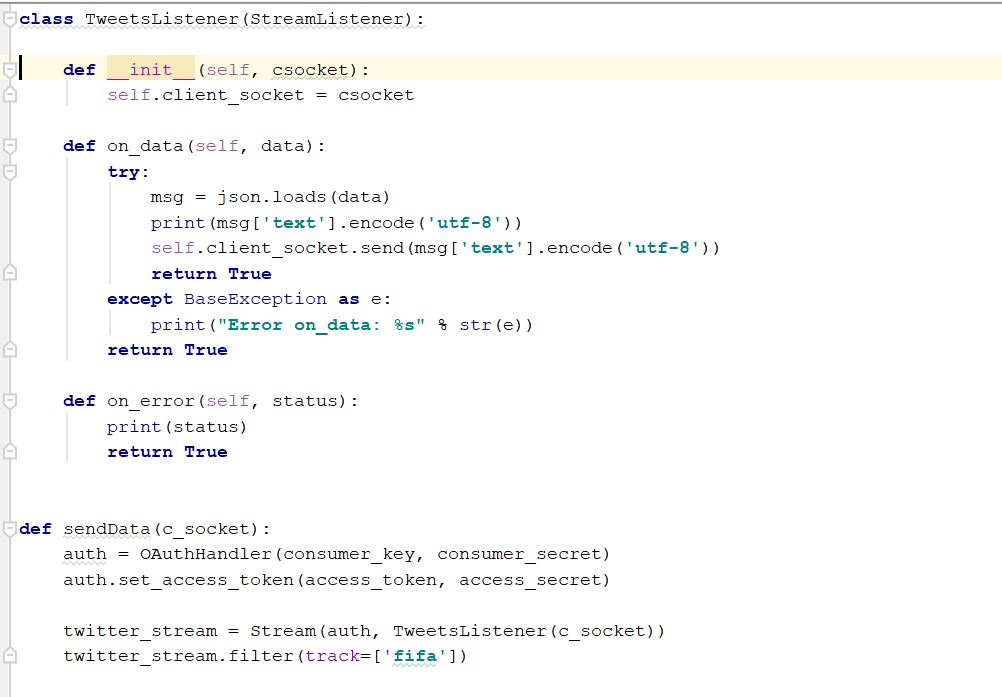 class TweetsListener(StreamListener):
    def __init__(self, csocket):
        self.client_socket = csocket
    def on_data(self, data):
        try:
            msg = json.loads(data)
            print(msg['text'].encode('utf-8'))
            self.client_socket.send(msg['text'].encode('utf-8'))
            return True
        except BaseException as e:
            print("Error on_data: %s" % str(e))
        return True
    def on_error(self, status):
        print(status)
        return True
def sendData(c_socket):
    auth = OAuthHandler(consumer_key, consumer_secret)
    auth.set_access_token(access_token, access_secret)
    twitter_stream = Stream(auth, TweetsListener(c_socket))
    twitter_stream.filter(track=['fifa'])